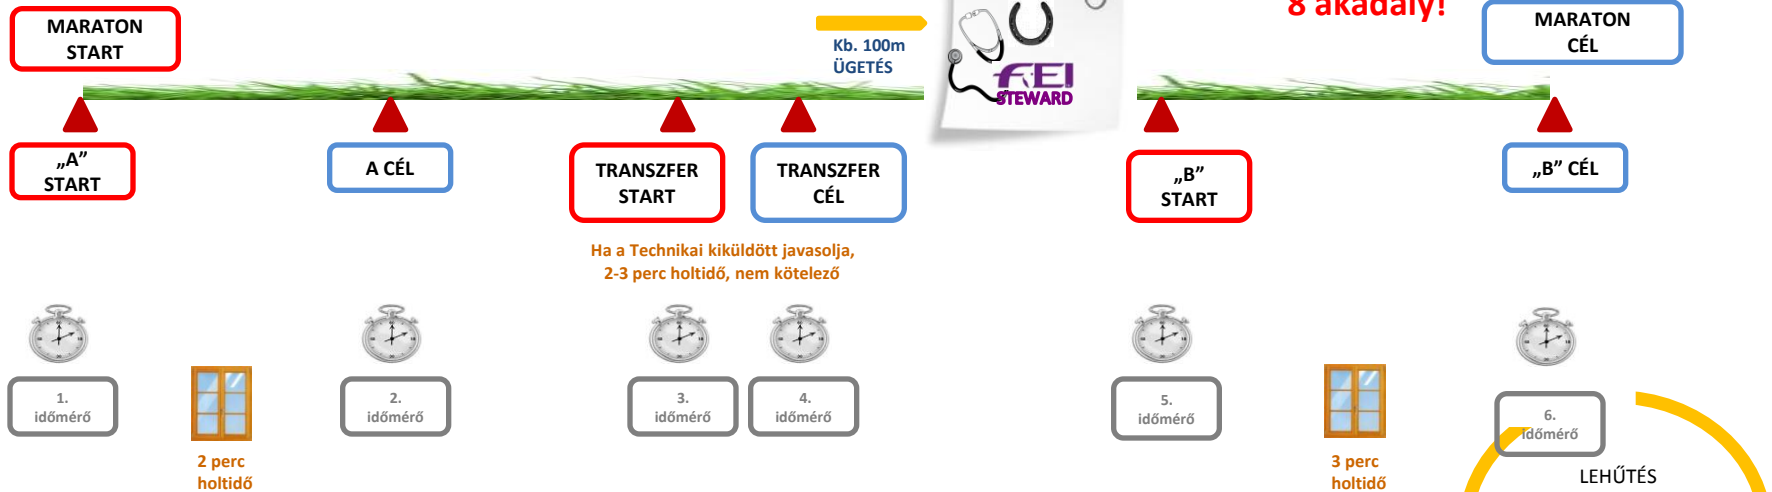 8 akadály!
MARATON
START
MARATON
CÉL
Kb. 100m
ÜGETÉS
FEI
STEWARD
„A”
START
A CÉL
TRANSZFER
START
TRANSZFER
CÉL
„B”
START
„B” CÉL
Ha a Technikai kiküldött javasolja,
2-3 perc holtidő, nem kötelező
1.
időmérő
2.
időmérő
3.
időmérő
4.
időmérő
5.
időmérő
6.
időmérő
2 perc
holtidő
3 perc
holtidő
LEHŰTÉS